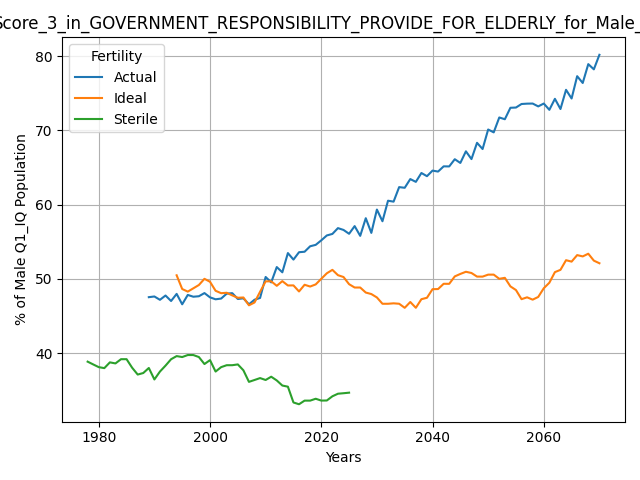 Score_3_in_GOVERNMENT_RESPONSIBILITY_PROVIDE_FOR_ELDERLY_for_Male_
Fertility
Actual
Ideal
Sterile
% of Male Q1_IQ Population
80
70
60
50
40
1980
2000
2020
2040
2060
Years